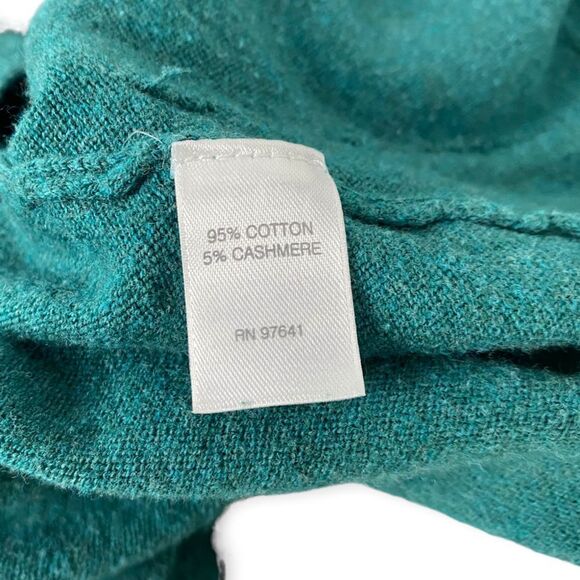 95% COTTON
5% CASHMERE
RN 97641